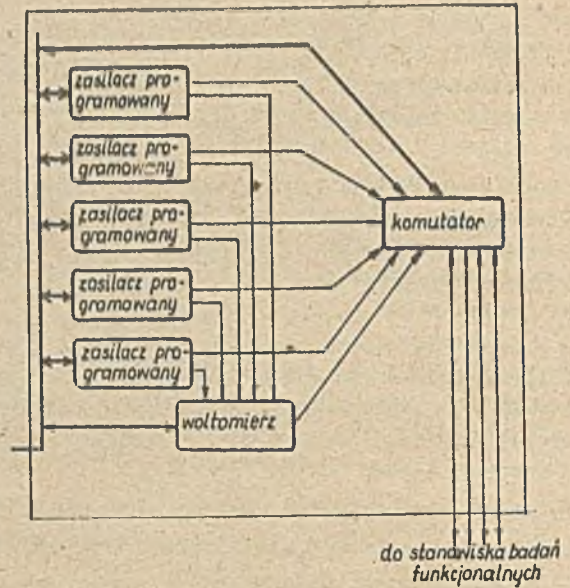 zasilacz pro-
gramowany
zasilacz pro-
gramowany
zasilacz pro-
gramowany
komutator
zasilacz pro-
gramowany
zasilacz pro-
gramowany
woltomierz
do stanowiska badań
funkcjonalnych